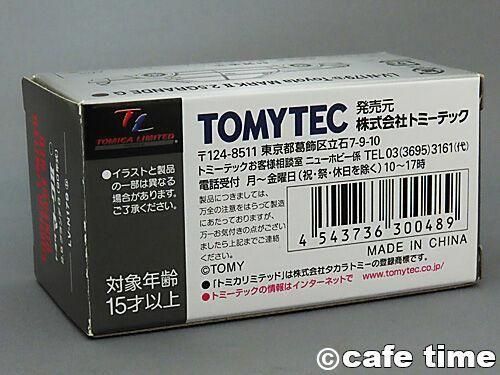 TL
TOMICA LIMITED
●イラストと製品
の一部は異なる
場合があります。
ご了承ください。
対象年齢
15才以上
TOMYTEC
発売元
株式会社トミーテック
〒124-8511 東京都葛飾区立石7-9-10
トミーテックお客様相談室 ニューホビー係 TEL 03(3695)3161(代)
電話受付 月〜金曜日(祝・祭・休日を除く)10〜17時
製品につきましては、
万全の注意をはらって製造
にあたっておりますが、
万一お気付きの点がござい
ましたら上記までご連絡
ください。
4 543736 300489
©TOMY
MADE IN CHINA
●「トミカリミテッド」は株式会社タカラトミーの登録商標です。
●トミーテックの情報はインターネットで www.tomytec.co.jp/
©cafe time